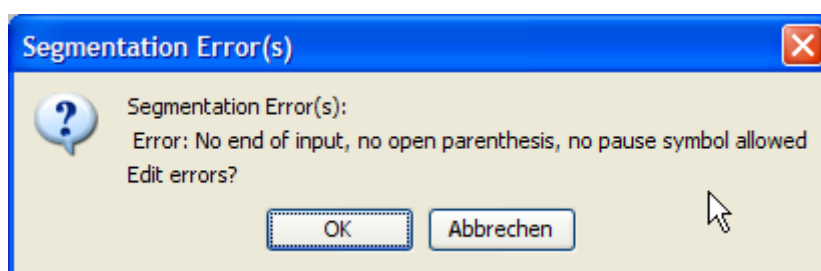 Segmentation Error(s)
Segmentation Error(s):
Error: No end of input, no open parenthesis, no pause symbol allowed
Edit errors?
OK Abbrechen